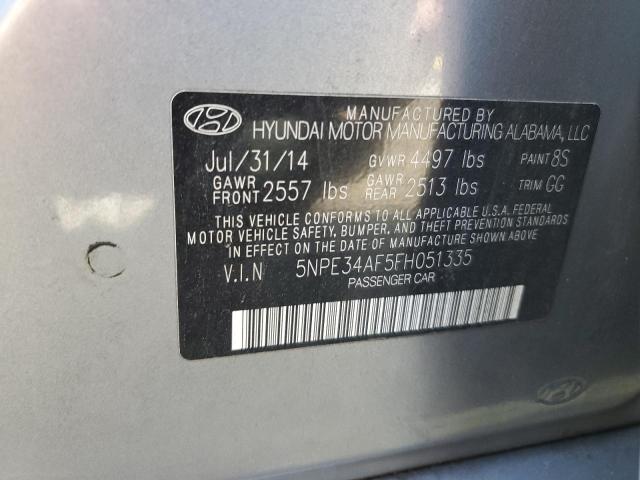 MANUFACTURED BY
HYUNDAI MOTOR MANUFACTURING ALABAMA, LLC
Jul/31/14 GVWR 4497 lbs PAINT 8S
GAWR FRONT 2557 lbs GAWR REAR 2513 lbs TRIM GG
THIS VEHICLE CONFORMS TO ALL APPLICABLE U.S.A. FEDERAL
MOTOR VEHICLE SAFETY, BUMPER, AND THEFT PREVENTION STANDARDS
IN EFFECT ON THE DATE OF MANUFACTURE SHOWN ABOVE.
V.I.N 5NPE34AF5FH051335
PASSENGER CAR